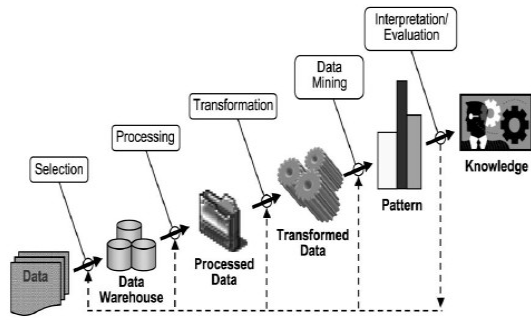 Interpretation/
Evaluation
Data
Mining
Transformation
Processing
Selection
Knowledge
Pattern
Transformed
Data
Processed
Data
Data
Warehouse
Data